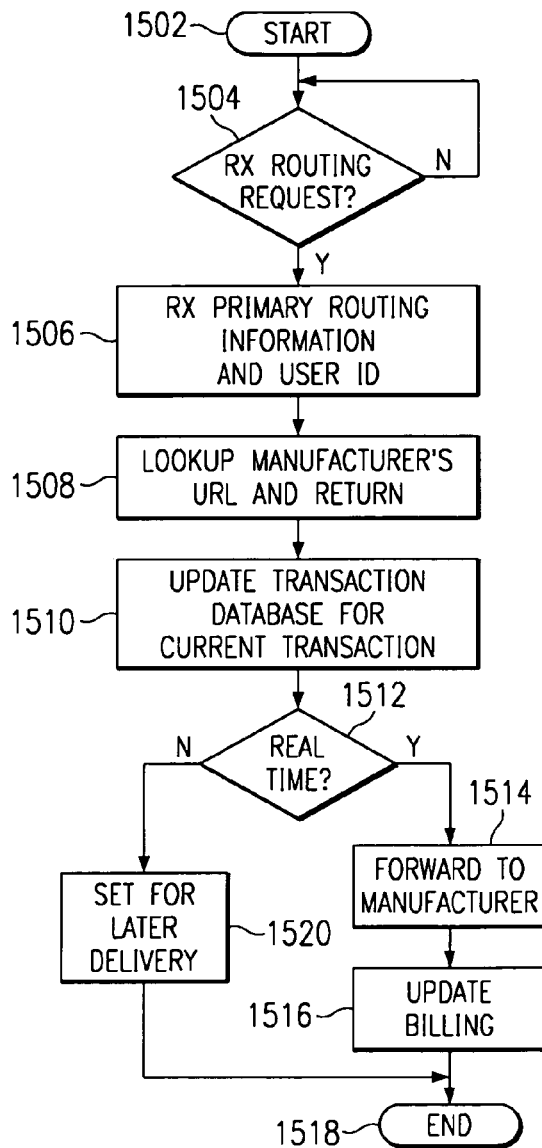 1502
START
1504
RX ROUTING
REQUEST?
N
Y
1506
RX PRIMARY ROUTING
INFORMATION
AND USER ID
1508
LOOKUP MANUFACTURER'S
URL AND RETURN
1510
UPDATE TRANSACTION
DATABASE FOR
CURRENT TRANSACTION
1512
N
REAL
TIME?
Y
1514
FORWARD TO
MANUFACTURER
SET FOR
LATER
DELIVERY
1520
1516
UPDATE
BILLING
1518
END